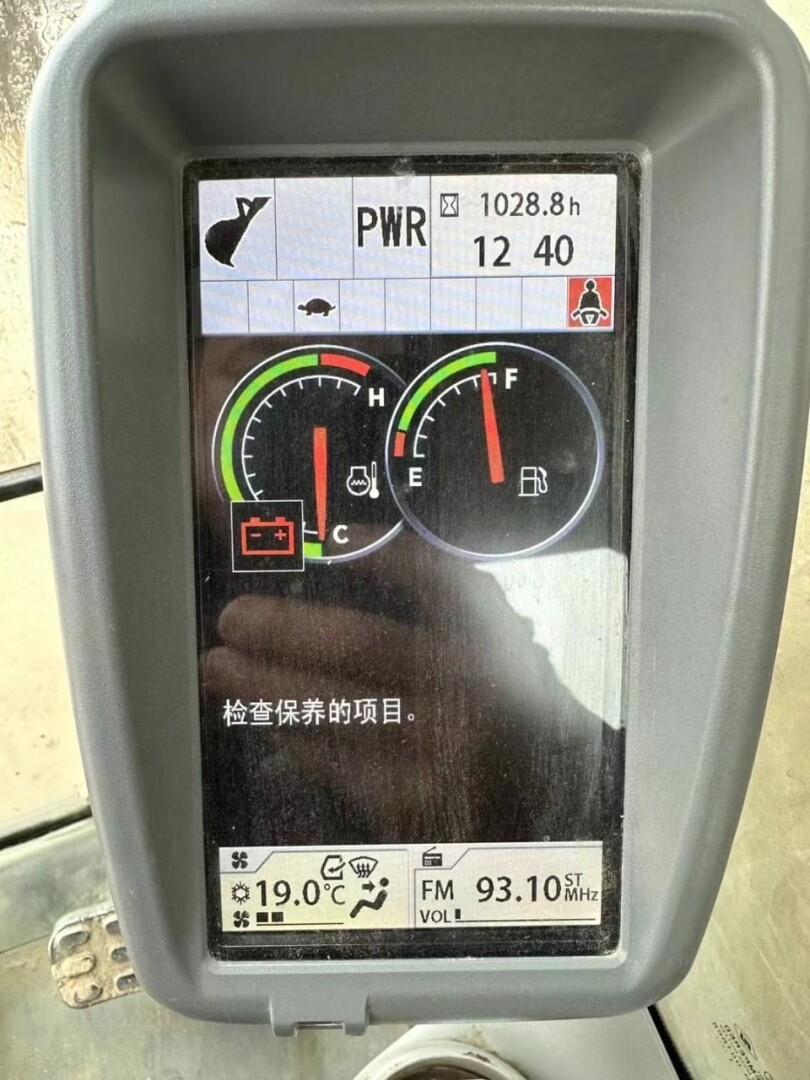 PWR
1028.8h
12 40
H
F
E
C
- +
检查保养的项目。
19.0℃
FM 93.10 ST MHz
VOL